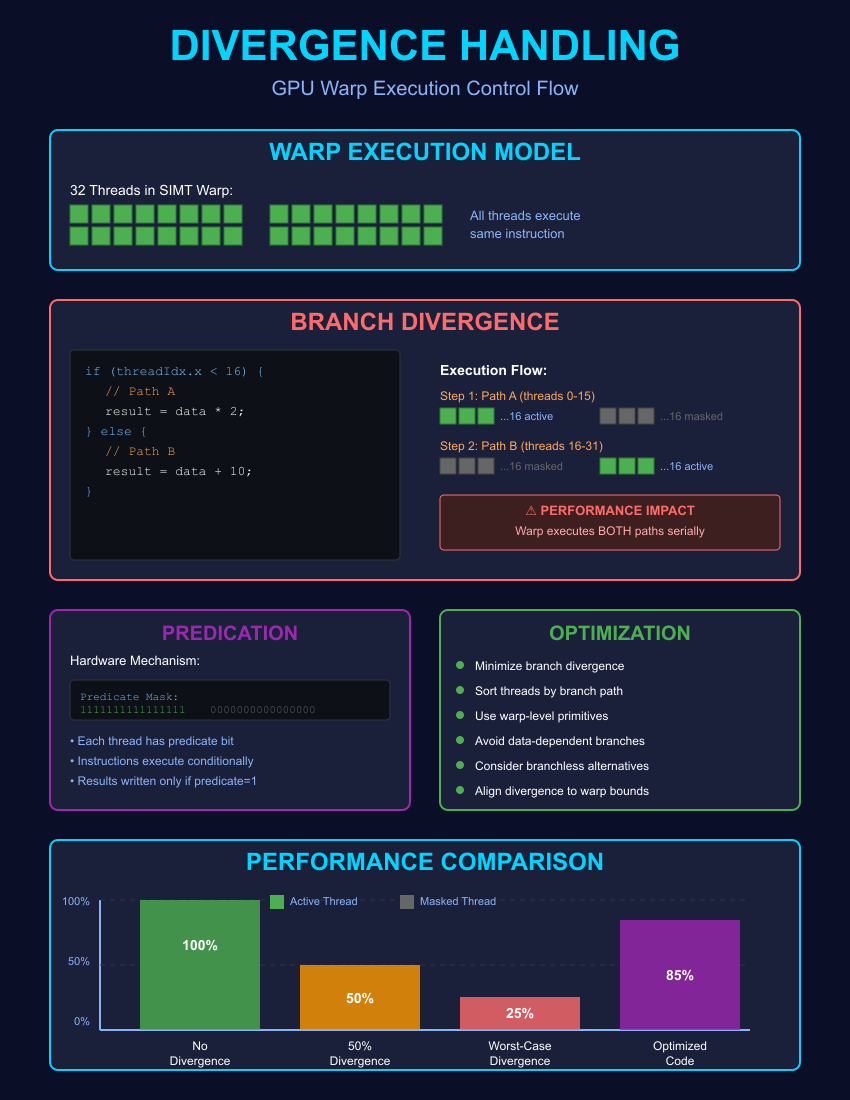 DIVERGENCE HANDLING
GPU Warp Execution Control Flow
WARP EXECUTION MODEL
32 Threads in SIMT Warp:
All threads execute
same instruction
BRANCH DIVERGENCE
if (threadIdx.x < 16) {
// Path A
result = data * 2;
} else {
// Path B
result = data + 10;
}
Execution Flow:
Step 1: Path A (threads 0-15)
...16 active ...16 masked
Step 2: Path B (threads 16-31)
...16 masked ...16 active
⚠ PERFORMANCE IMPACT
Warp executes BOTH paths serially
PREDICATION
Hardware Mechanism:
Predicate Mask:
1111111111111111 0000000000000000
• Each thread has predicate bit
• Instructions execute conditionally
• Results written only if predicate=1
OPTIMIZATION
Minimize branch divergence
Sort threads by branch path
Use warp-level primitives
Avoid data-dependent branches
Consider branchless alternatives
Align divergence to warp bounds
PERFORMANCE COMPARISON
Active Thread Masked Thread
100%
50%
0%
100%
50%
25%
85%
No
Divergence
50%
Divergence
Worst-Case
Divergence
Optimized
Code